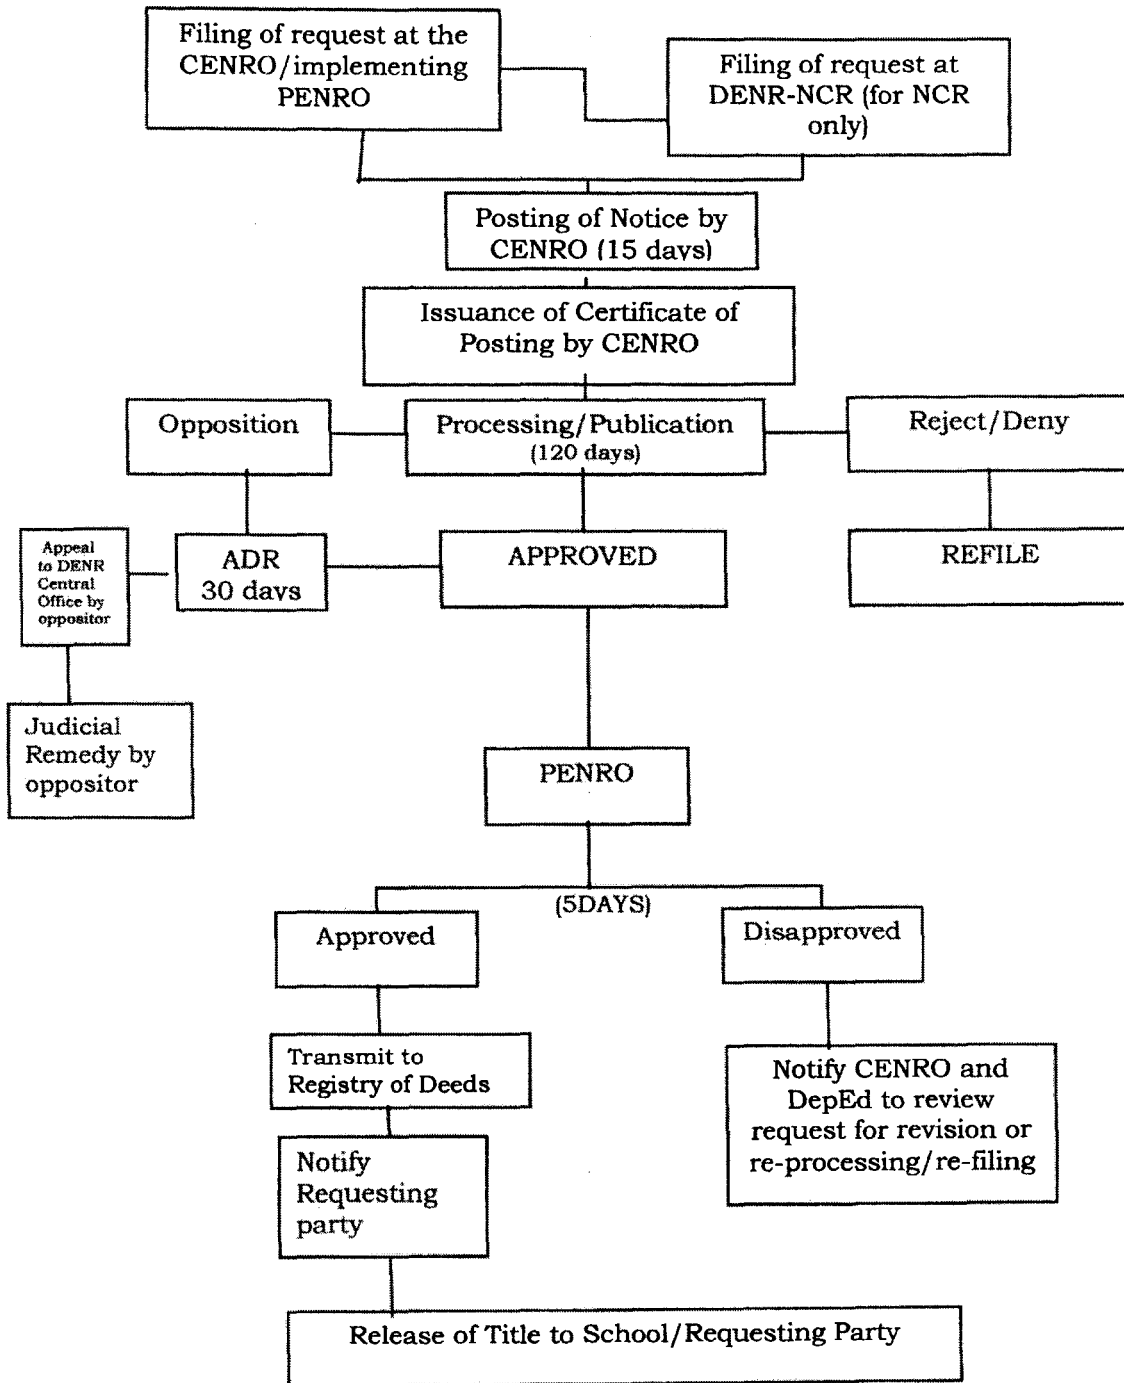 Filing of request at the
CENRO/implementing
PENRO
Filing of request at
DENR-NCR (for NCR
only)
Posting of Notice by
CENRO (15 days)
Issuance of Certificate of
Posting by CENRO
Opposition
Processing/Publication
(120 days)
Reject/Deny
Appeal
to DENR
Central
Office by
oppositor
ADR
30 days
APPROVED
REFILE
Judicial
Remedy by
oppositor
PENRO
(5DAYS)
Approved
Disapproved
Transmit to
Registry of Deeds
Notify CENRO and
DepEd to review
request for revision or
re-processing/re-filing
Notify
Requesting
party
Release of Title to School/Requesting Party